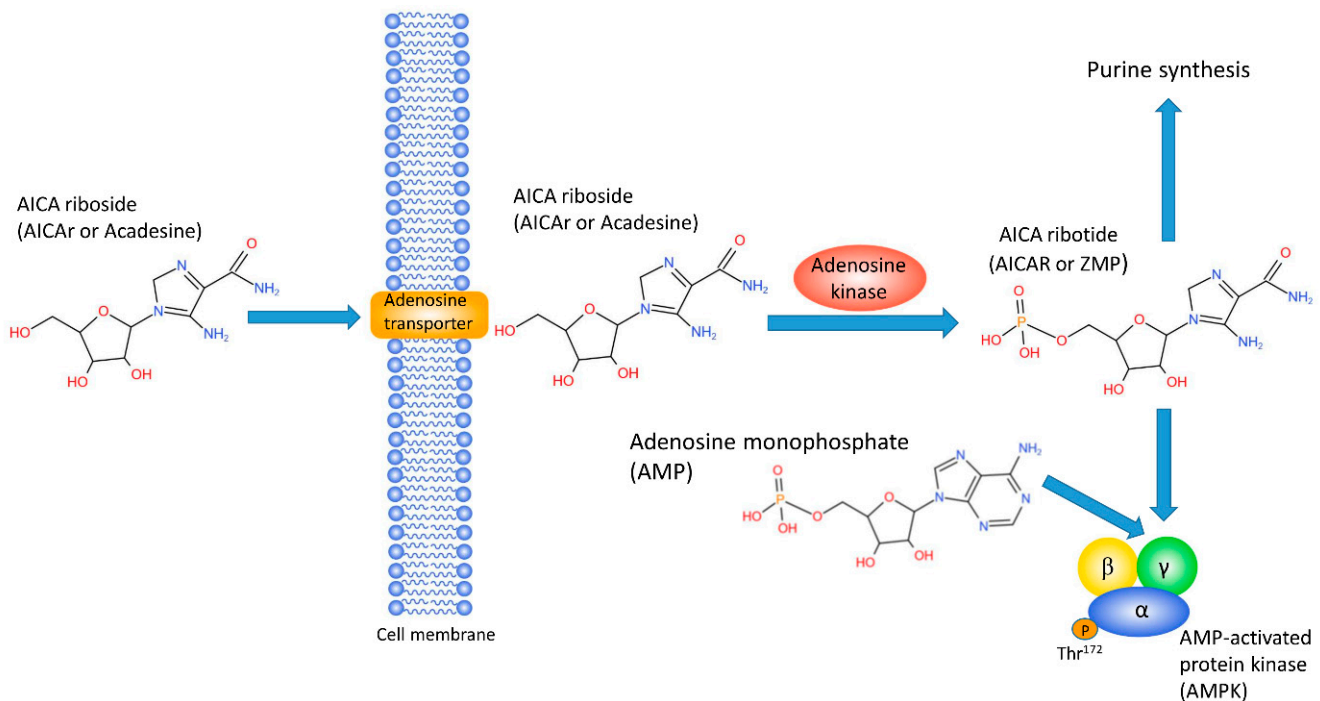 Purine synthesis
AICA riboside
(AICAr or Acadesine)
N
O
NH₂
N
NH₂
O
HO
HO
OH
Adenosine
transporter
Cell membrane
AICA riboside
(AICAr or Acadesine)
N
O
NH₂
N
NH₂
O
HO
HO
OH
Adenosine
kinase
AICA ribotide
(AICAR or ZMP)
N
O
NH₂
N
NH₂
O
P
HO
OH
O
O
HO
OH
Adenosine monophosphate
(AMP)
O
P
HO
OH
O
O
HO
OH
N
N
NH₂
N
N
N
β
γ
α
P
Thr¹⁷²
AMP-activated
protein kinase
(AMPK)